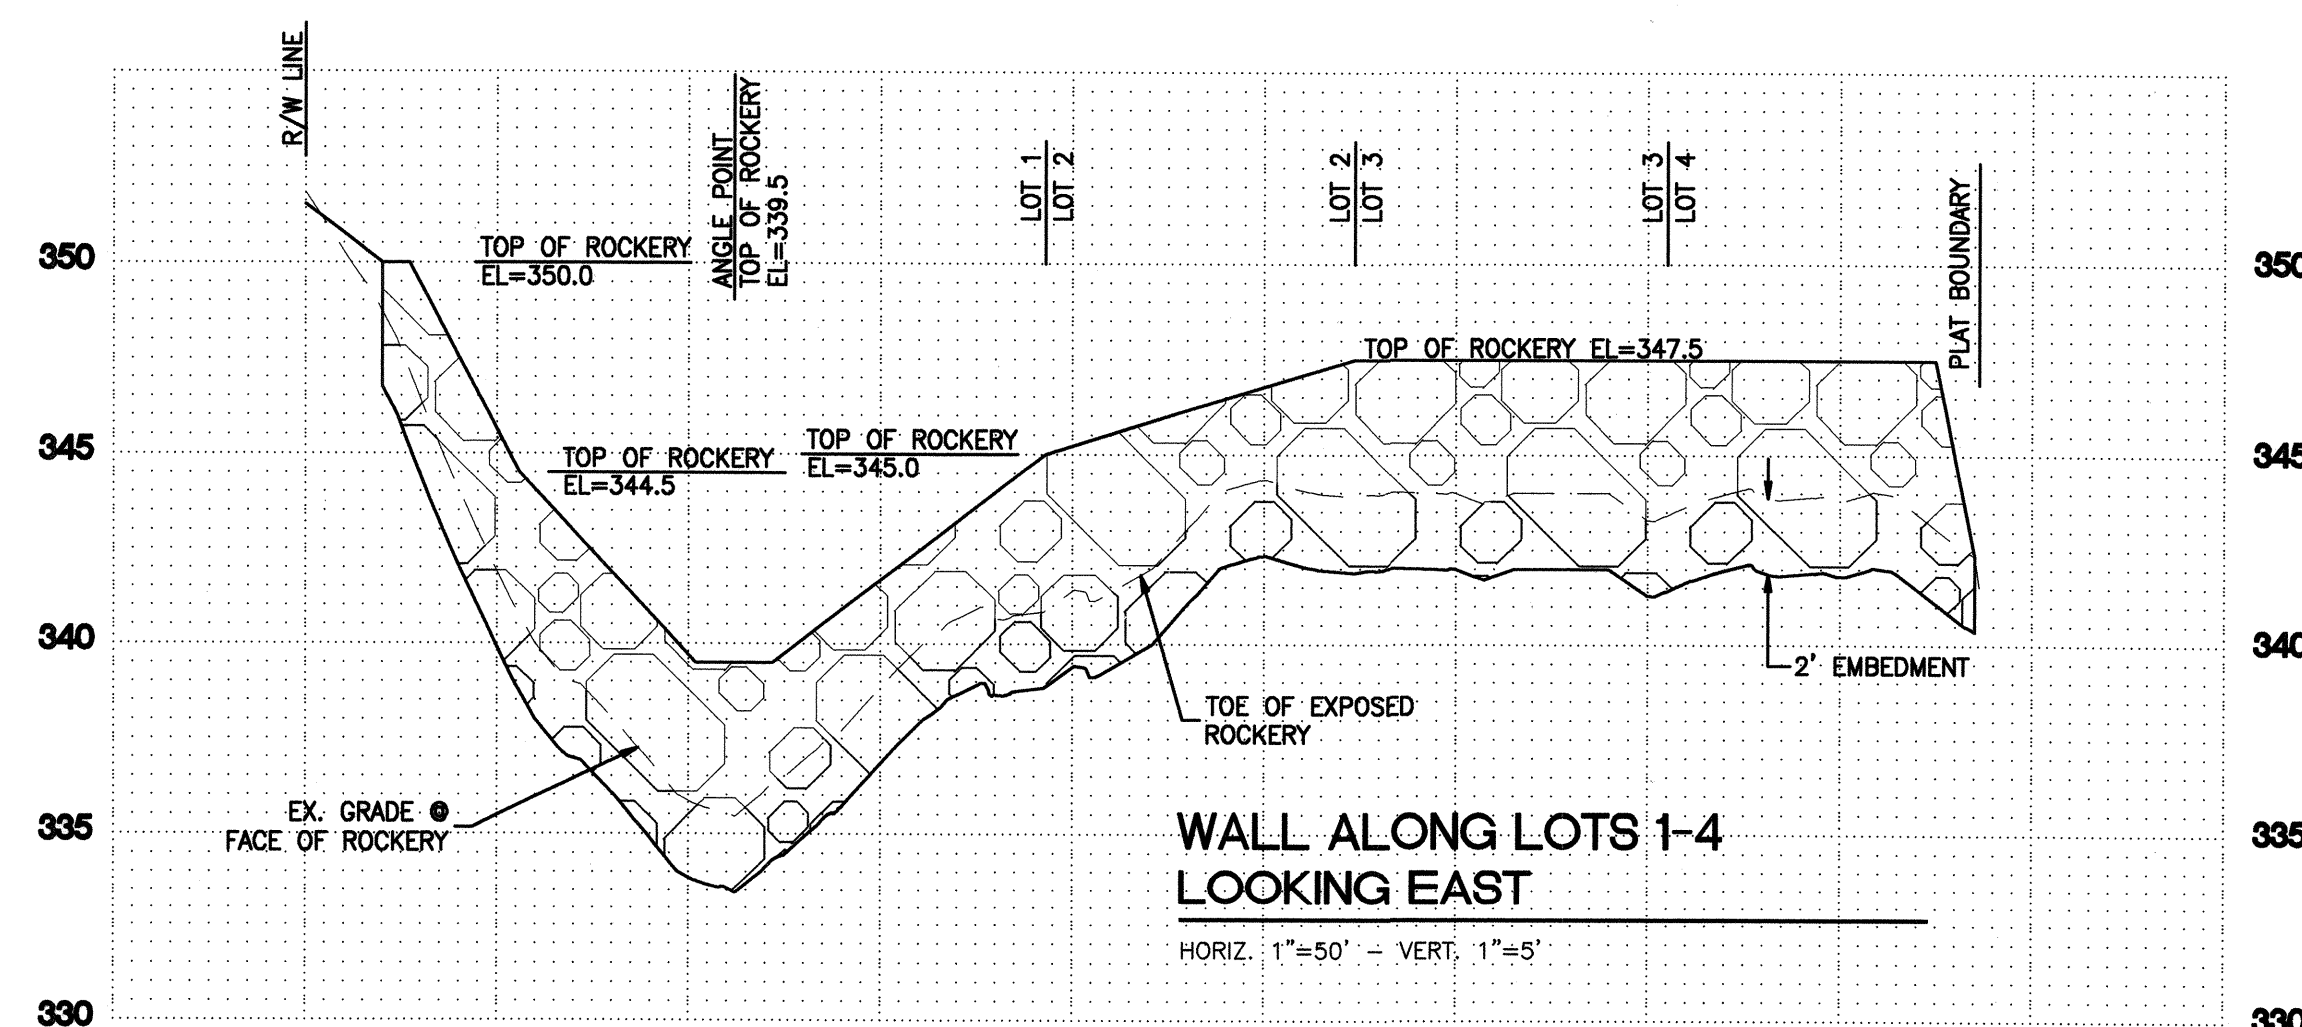 R/W LINE
ANGLE POINT
TOP OF ROCKERY
EL=339.5
LOT 1
LOT 2
LOT 2
LOT 3
LOT 3
LOT 4
PLAT BOUNDARY
350
TOP OF ROCKERY
EL=350.0
350
TOP OF ROCKERY EL=347.5
345
TOP OF ROCKERY
EL=344.5
TOP OF ROCKERY
EL=345.0
345
340
340
2' EMBEDMENT
TOE OF EXPOSED
ROCKERY
EX. GRADE @
FACE OF ROCKERY
335
335
WALL ALONG LOTS 1-4
LOOKING EAST
HORIZ. 1"=50' - VERT. 1"=5'
330
330